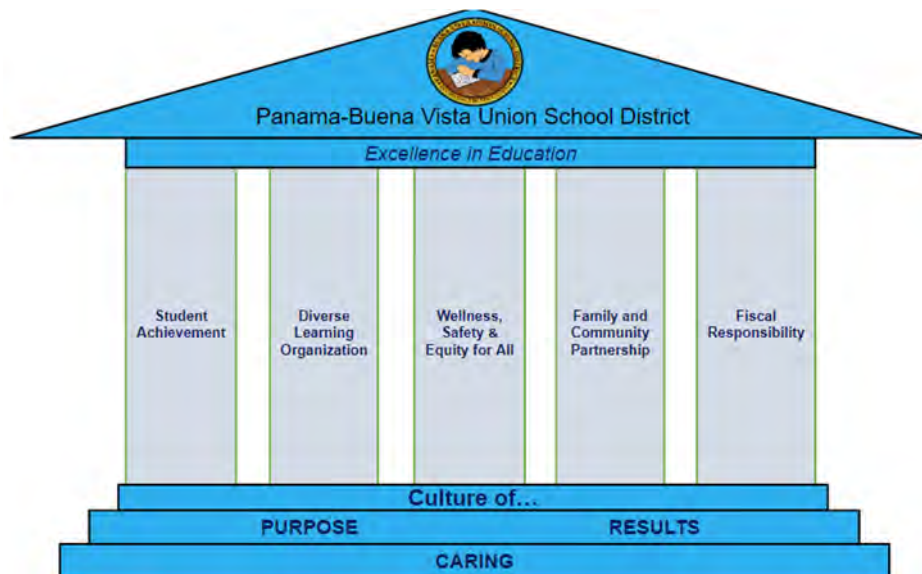 Panama-Buena Vista Union School District
Excellence in Education
Student
Achievement
Diverse
Learning
Organization
Wellness,
Safety &
Equity for All
Family and
Community
Partnership
Fiscal
Responsibility
Culture of...
PURPOSE RESULTS
CARING